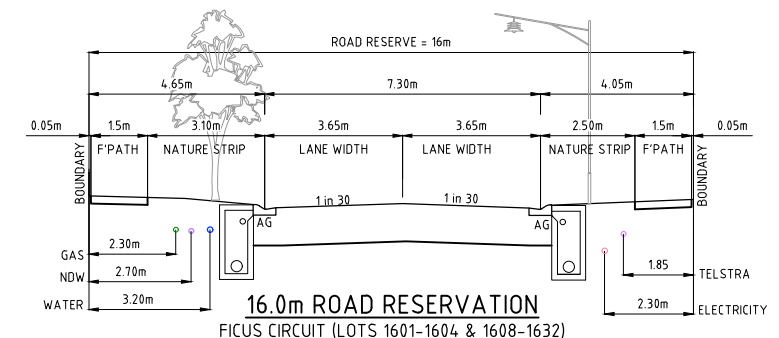 ROAD RESERVE = 16m
4.65m 7.30m 4.05m
0.05m 1.5m 3.10m 3.65m 3.65m 2.50m 1.5m 0.05m
BOUNDARY F'PATH NATURE STRIP LANE WIDTH LANE WIDTH NATURE STRIP F'PATH BOUNDARY
1 in 30 1 in 30
AG AG
GAS 2.30m
NDW 2.70m 1.85 TELSTRA
WATER 3.20m 2.30m ELECTRICITY
16.0m ROAD RESERVATION
FICUS CIRCUIT (LOTS 1601-1604 & 1608-1632)